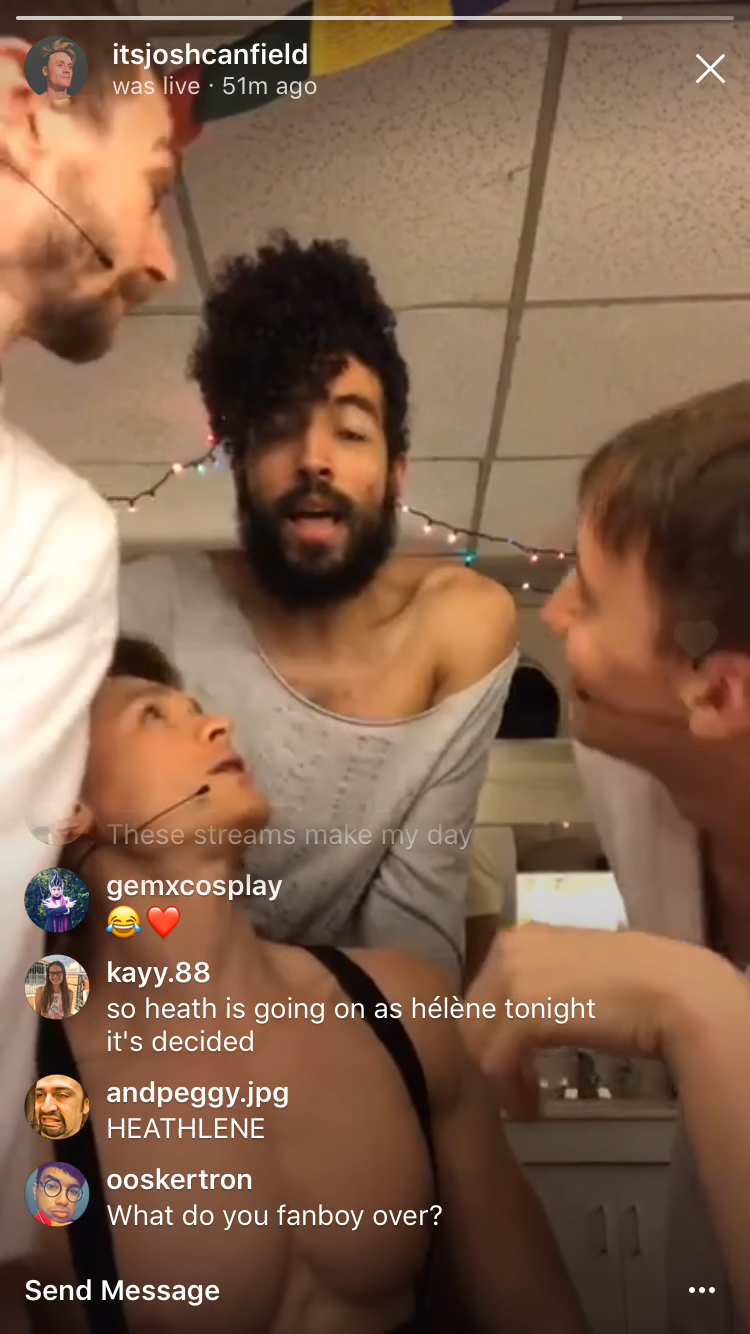 itsjoshcanfield
was live · 51m ago
These streams make my day
gemxcosplay
😂❤️
kayy.88
so heath is going on as hélène tonight
it's decided
andpeggy.jpg
HEATHLENE
ooskertron
What do you fanboy over?
Send Message